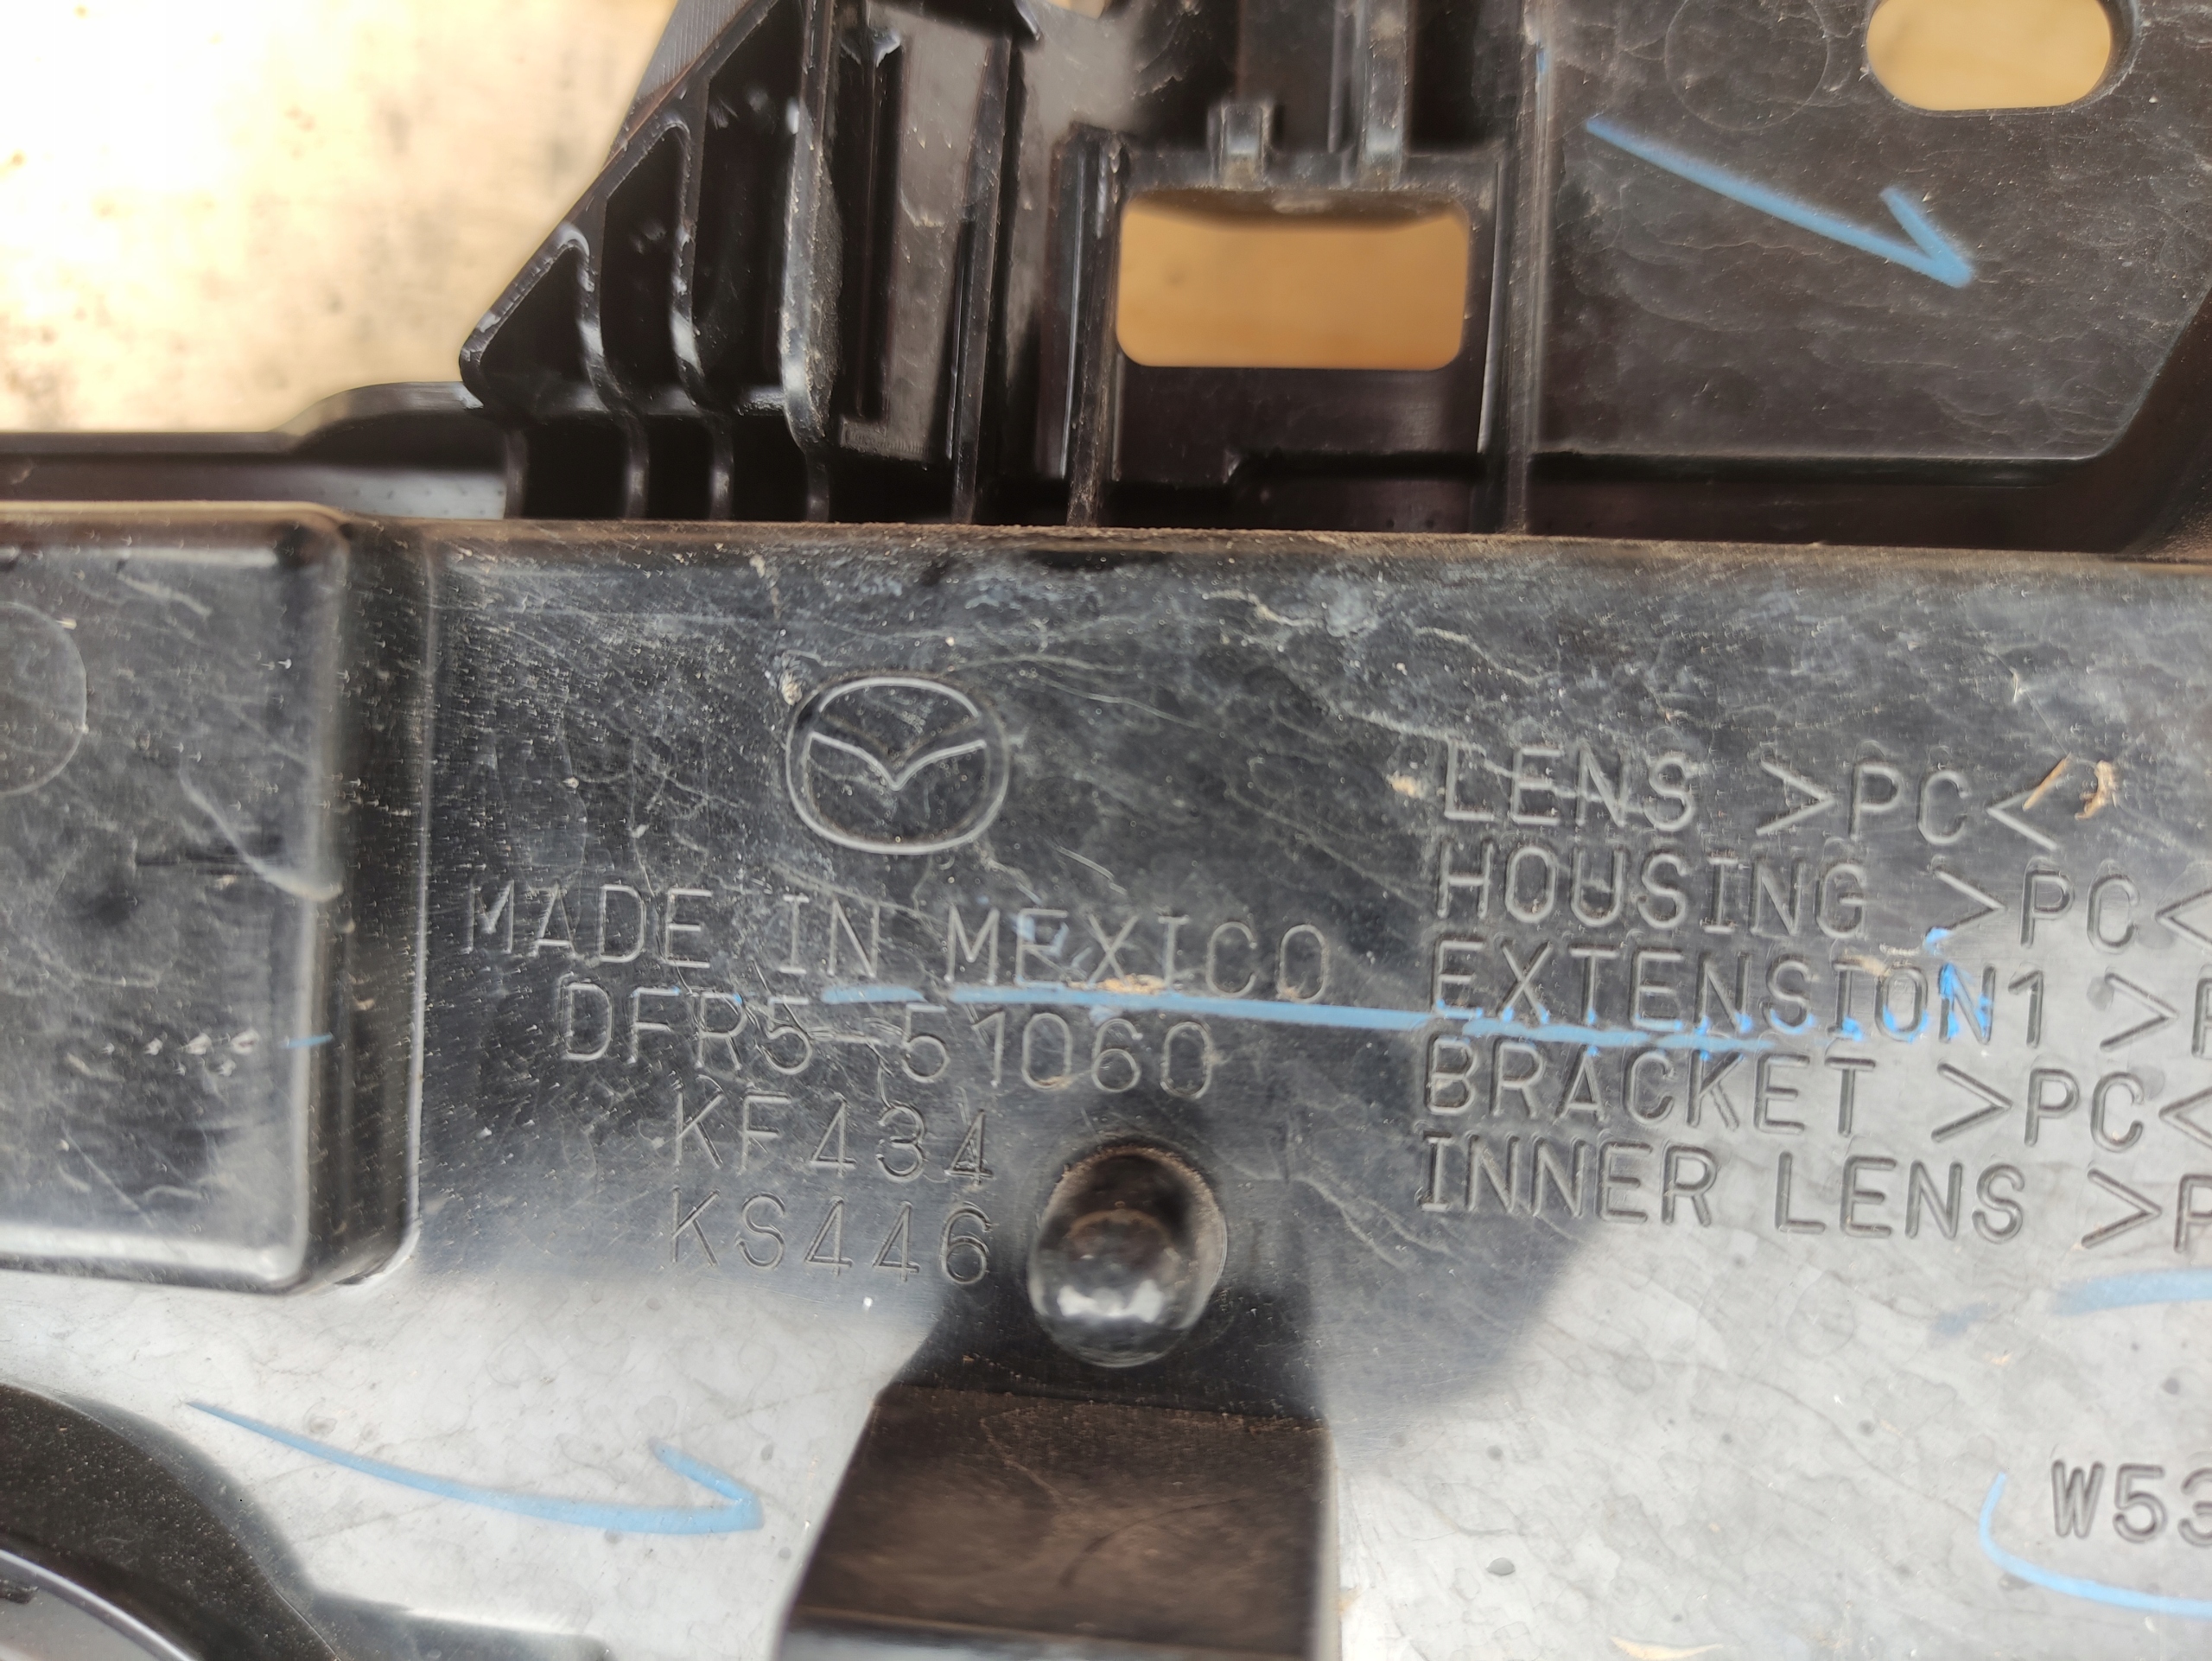 MADE IN MEXICO
DFR5-51060
KF434
KS446
LENS >PC<
HOUSING >PC<
EXTENSION1 >P
BRACKET >PC<
INNER LENS >P
W53